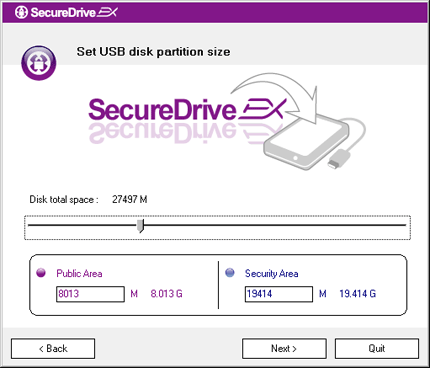 SecureDrive EX
Set USB disk partition size
SecureDrive EX
Disk total space : 27497 M
Public Area
8013 M 8.013 G
Security Area
19414 M 19.414 G
< Back
Next >
Quit